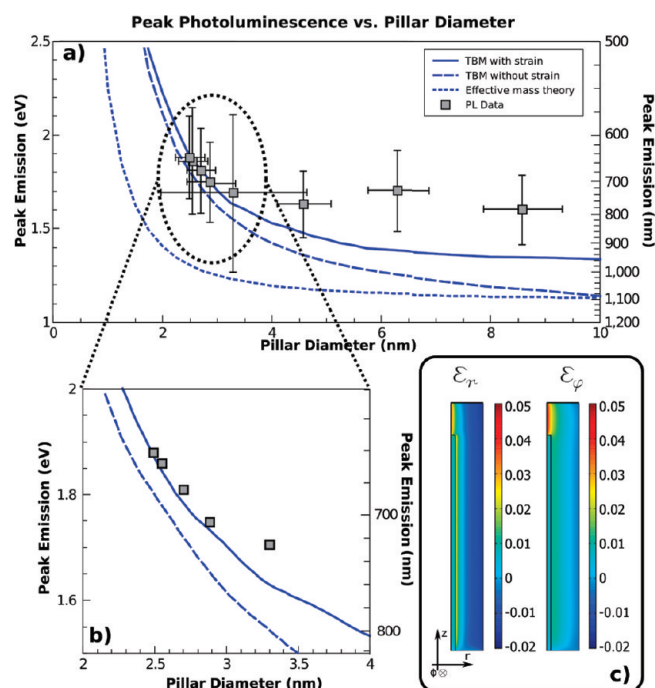 Peak Photoluminescence vs. Pillar Diameter
a)
Peak Emission (eV)
2.5
2
1.5
1
TBM with strain
TBM without strain
Effective mass theory
PL Data
500
600
700
800
900
1,000
1,100
1,200
Peak Emission (nm)
0 2 4 6 8 10
Pillar Diameter (nm)
b)
Peak Emission (eV)
2
1.8
1.6
700
800
Peak Emission (nm)
2 2.5 3 3.5 4
Pillar Diameter (nm)
ε_r ε_φ
0.05 0.05
0.04 0.04
0.03 0.03
0.02 0.02
0.01 0.01
0 0
-0.01 -0.01
-0.02 -0.02
z
r
ϕ⊗
c)